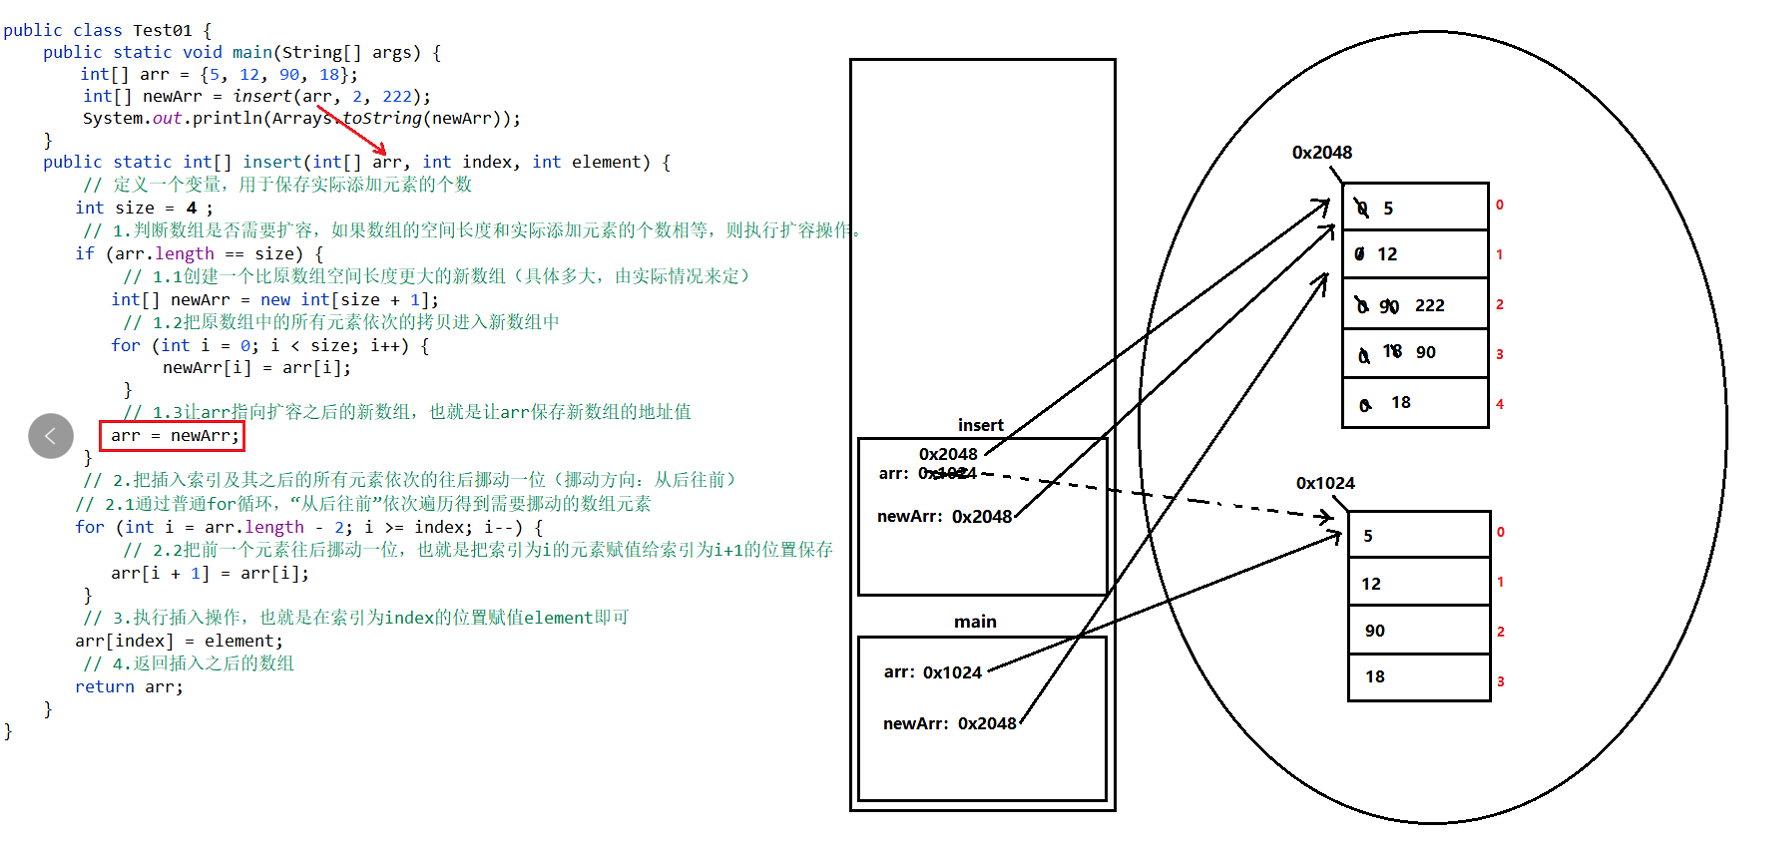 public class Test01 {
public static void main(String[] args) {
int[] arr = {5, 12, 90, 18};
int[] newArr = insert(arr, 2, 222);
System.out.println(Arrays.toString(newArr));
}
public static int[] insert(int[] arr, int index, int element) {
// 定义一个变量，用于保存实际添加元素的个数
int size = 4 ;
// 1.判断数组是否需要扩容，如果数组的空间长度和实际添加元素的个数相等，则执行扩容操作。
if (arr.length == size) {
// 1.1创建一个比原数组空间长度更大的新数组（具体多大，由实际情况来定）
int[] newArr = new int[size + 1];
// 1.2把原数组中的所有元素依次的拷贝进入新数组中
for (int i = 0; i < size; i++) {
newArr[i] = arr[i];
}
// 1.3让arr指向扩容之后的新数组，也就是让arr保存新数组的地址值
arr = newArr;
}
// 2.把插入索引及其之后的所有元素依次的往后挪动一位（挪动方向：从后往前）
// 2.1通过普通for循环，“从后往前”依次遍历得到需要挪动的数组元素
for (int i = arr.length - 2; i >= index; i--) {
// 2.2把前一个元素往后挪动一位，也就是把索引为i的元素赋值给索引为i+1的位置保存
arr[i + 1] = arr[i];
}
// 3.执行插入操作，也就是在索引为index的位置赋值element即可
arr[index] = element;
// 4.返回插入之后的数组
return arr;
}
}
insert
0x2048
arr: 0x1024
newArr: 0x2048
main
arr: 0x1024
newArr: 0x2048
0x2048
0 5 0
0 12 1
0 90 222 2
0 18 90 3
0 18 4
0x1024
5 0
12 1
90 2
18 3